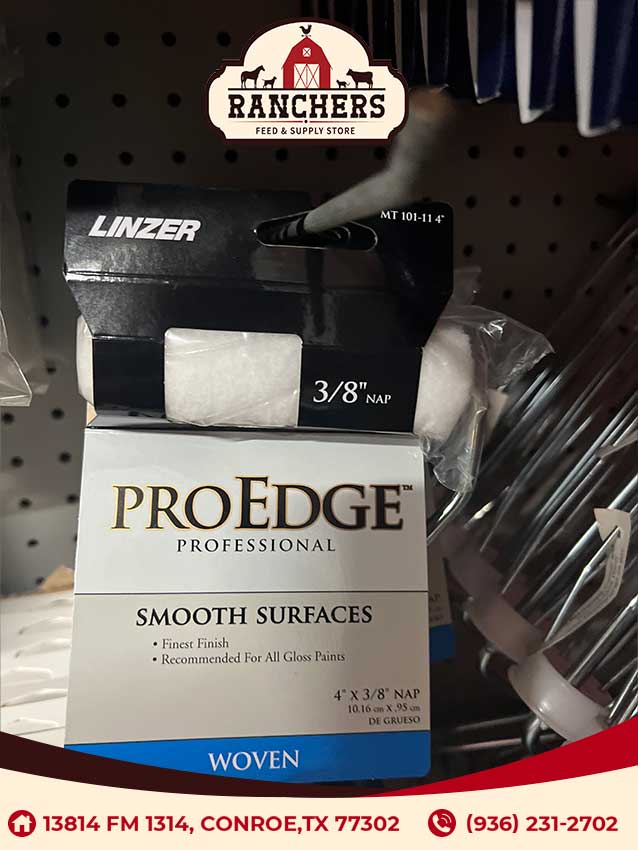 RANCHERS
FEED & SUPPLY STORE
LINZER
MT 101-11 4"
3/8" NAP
PROEDGE™
PROFESSIONAL
SMOOTH SURFACES
• Finest Finish
• Recommended For All Gloss Paints
4" X 3/8" NAP
10.16 cm X .95 cm
DE GRUESO
WOVEN
13814 FM 1314, CONROE,TX 77302
(936) 231-2702